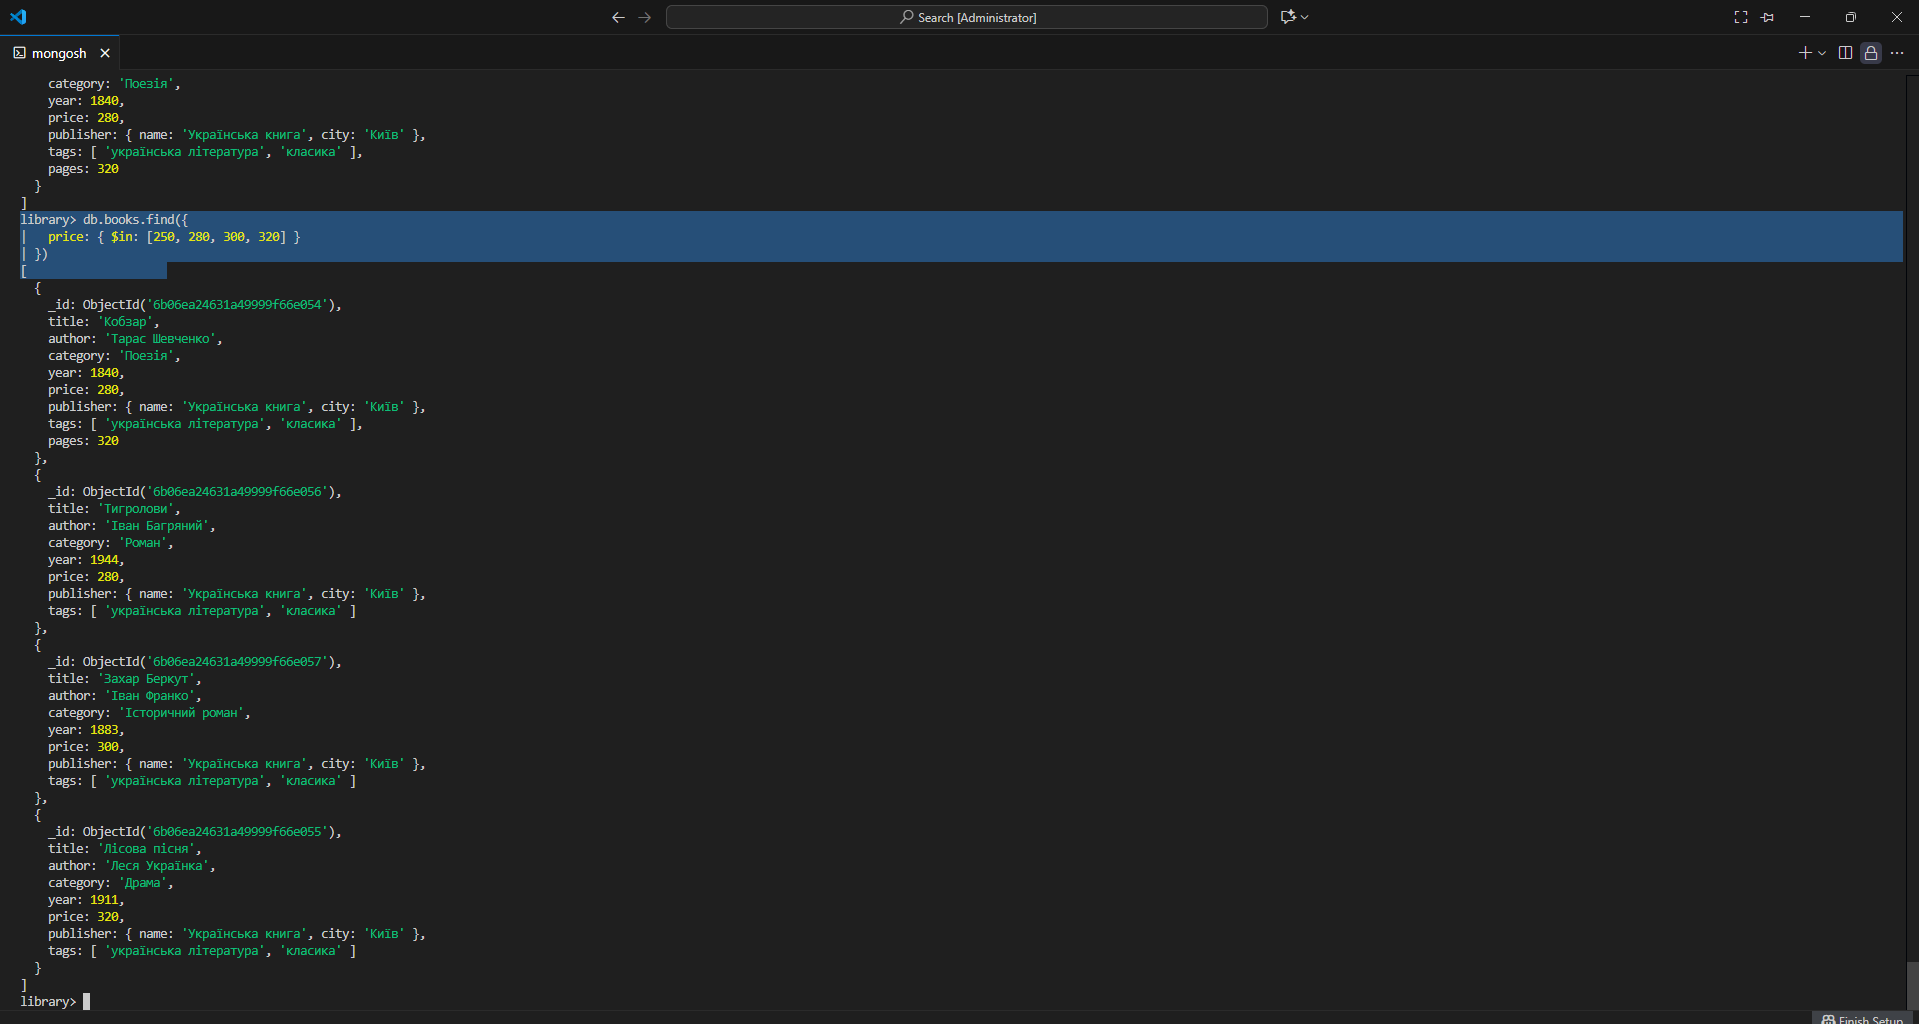 Search [Administrator]
mongosh
    category: 'Поезія',
    year: 1840,
    price: 280,
    publisher: { name: 'Українська книга', city: 'Київ' },
    tags: [ 'українська література', 'класика' ],
    pages: 320
  }
]
library> db.books.find({
|   price: { $in: [250, 280, 300, 320] }
| })
[
  {
    _id: ObjectId('6b06ea24631a49999f66e054'),
    title: 'Кобзар',
    author: 'Тарас Шевченко',
    category: 'Поезія',
    year: 1840,
    price: 280,
    publisher: { name: 'Українська книга', city: 'Київ' },
    tags: [ 'українська література', 'класика' ],
    pages: 320
  },
  {
    _id: ObjectId('6b06ea24631a49999f66e056'),
    title: 'Тигролови',
    author: 'Іван Багряний',
    category: 'Роман',
    year: 1944,
    price: 280,
    publisher: { name: 'Українська книга', city: 'Київ' },
    tags: [ 'українська література', 'класика' ]
  },
  {
    _id: ObjectId('6b06ea24631a49999f66e057'),
    title: 'Захар Беркут',
    author: 'Іван Франко',
    category: 'Історичний роман',
    year: 1883,
    price: 300,
    publisher: { name: 'Українська книга', city: 'Київ' },
    tags: [ 'українська література', 'класика' ]
  },
  {
    _id: ObjectId('6b06ea24631a49999f66e055'),
    title: 'Лісова пісня',
    author: 'Леся Українка',
    category: 'Драма',
    year: 1911,
    price: 320,
    publisher: { name: 'Українська книга', city: 'Київ' },
    tags: [ 'українська література', 'класика' ]
  }
]
library>
Finish Setup